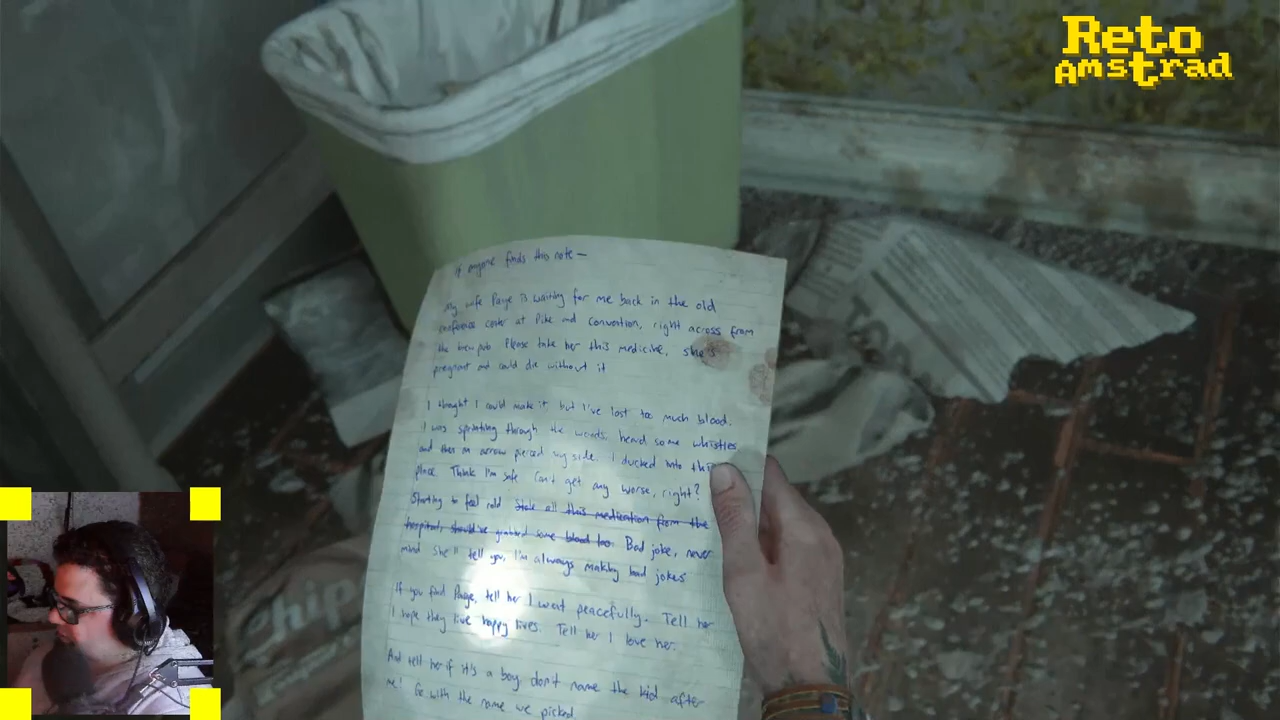 Reto
Amstrad
If anyone finds this note—
My wife Paige is waiting for me back in the old
conference center at Pike and Convention, right across from
the brewpub. Please take her this medicine, she's
pregnant and could die without it
I thought I could make it but I've lost too much blood.
I was sprinting through the woods, heard some whistles
and then an arrow pierced my side. I ducked into this
place. Think I'm safe Can't get any worse, right?
Starting to feel cold Stole all this medication from the
hospital, should've grabbed some blood too. Bad joke, never
mind She'll tell you, I'm always making bad jokes
If you find Paige, tell her I went peacefully. Tell her
I hope they live happy lives. Tell her I love her.
And tell her if it's a boy, don't name the kid after
me! Go with the name we picked
chip